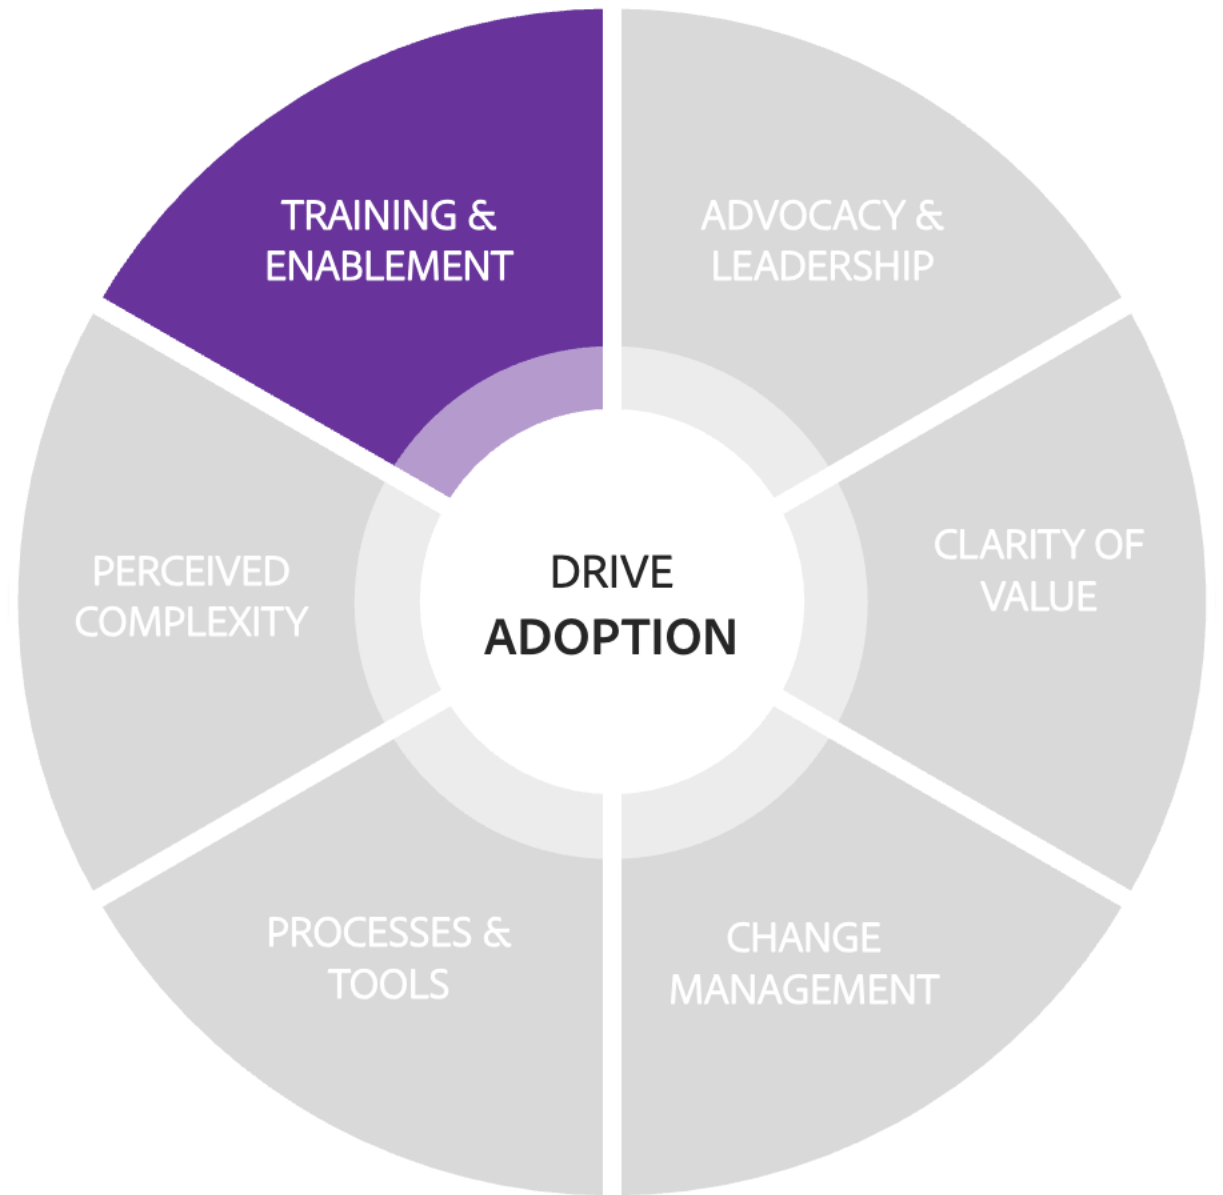 TRAINING &
ENABLEMENT
ADVOCACY &
LEADERSHIP
PERCEIVED
COMPLEXITY
DRIVE
ADOPTION
CLARITY OF
VALUE
PROCESSES &
TOOLS
CHANGE
MANAGEMENT